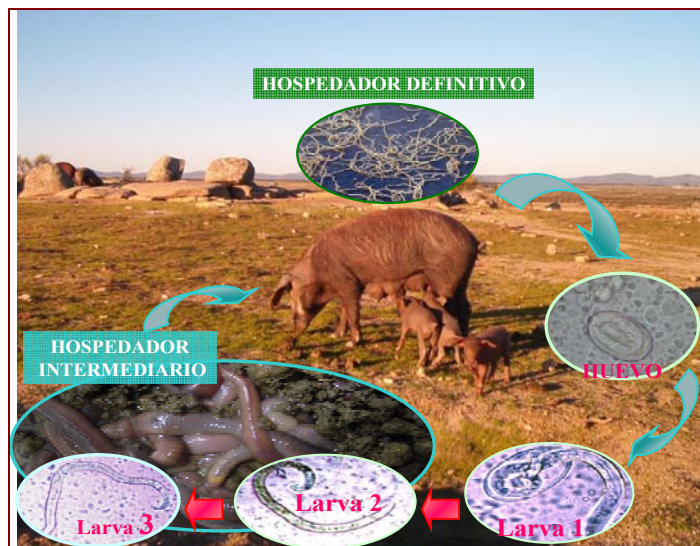 HOSPEDADOR DEFINITIVO
HUEVO
HOSPEDADOR
INTERMEDIARIO
Larva 3
Larva 2
Larva 1